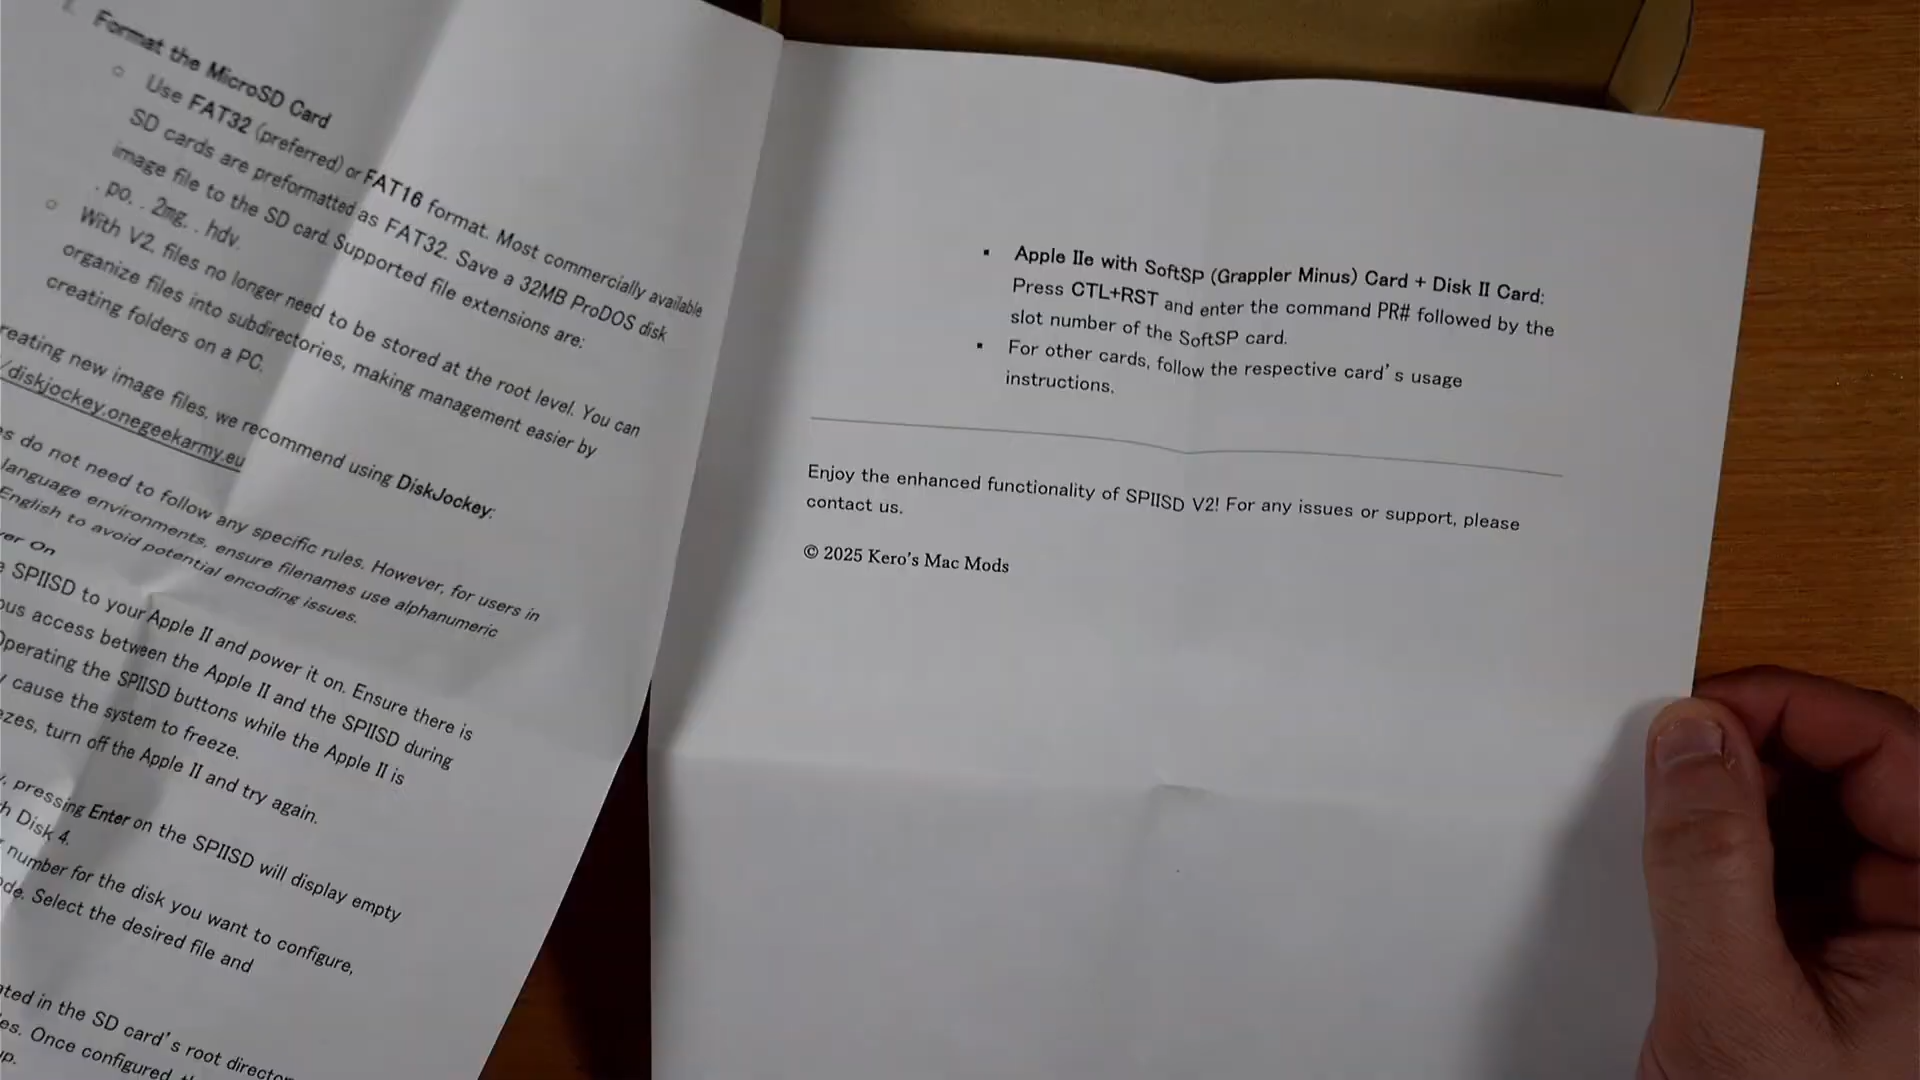 Format the MicroSD Card
○ Use FAT32 (preferred) or FAT16 format. Most commercially available
SD cards are preformatted as FAT32. Save a 32MB ProDOS disk
image file to the SD card. Supported file extensions are:
. po, . 2mg, . hdv.
○ With V2, files no longer need to be stored at the root level. You can
organize files into subdirectories, making management easier by
creating folders on a PC.
reating new image files, we recommend using DiskJockey:
/diskjockey.onegeekarmy.eu
s do not need to follow any specific rules. However, for users in
language environments, ensure filenames use alphanumeric
English to avoid potential encoding issues.
er On
SPIISD to your Apple II and power it on. Ensure there is
ous access between the Apple II and the SPIISD during
Operating the SPIISD buttons while the Apple II is
cause the system to freeze.
ezes, turn off the Apple II and try again.
, pressing Enter on the SPIISD will display empty
h Disk 4.
number for the disk you want to configure,
ode. Select the desired file and
ated in the SD card's root directo
es. Once configured,
up.
▪ Apple IIe with SoftSP (Grappler Minus) Card + Disk II Card:
Press CTL+RST and enter the command PR# followed by the
slot number of the SoftSP card.
▪ For other cards, follow the respective card's usage
instructions.
Enjoy the enhanced functionality of SPIISD V2! For any issues or support, please
contact us.
© 2025 Kero's Mac Mods